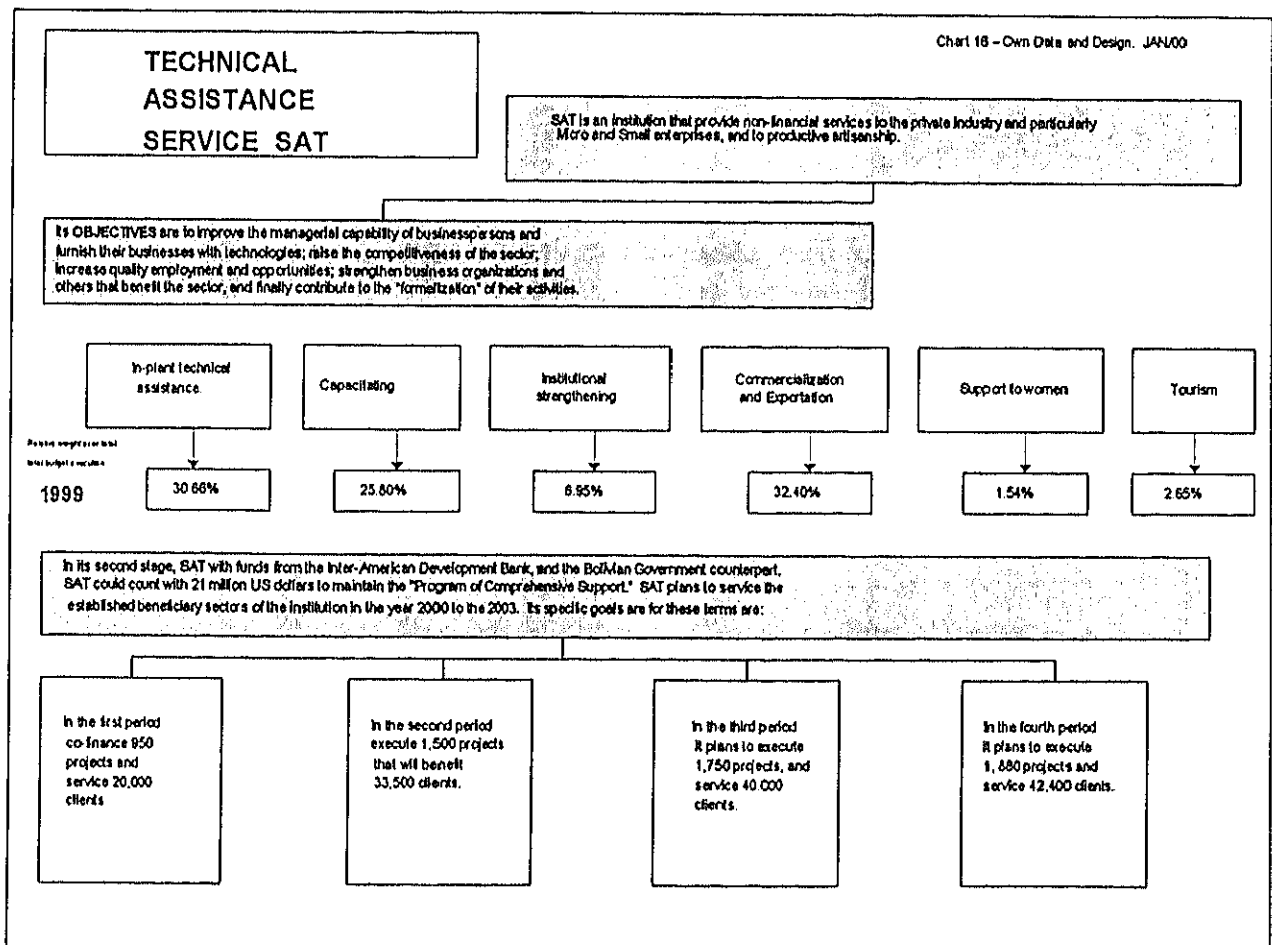 Chart 16 – Own Data and Design. JAN/00
TECHNICAL
ASSISTANCE
SERVICE SAT
SAT is an institution that provide non-financial services to the private industry and particularly
Micro and Small enterprises, and to productive artisanship.
Its OBJECTIVES are to improve the managerial capability of businesspersons and
furnish their businesses with technologies; raise the competitiveness of the sector;
increase quality employment and opportunities; strengthen business organizations and
others that benefit the sector, and finally contribute to the "formalization" of their activities.
In-plant technical
assistance.
Capacitating
Institutional
strengthening
Commercialization
and Exportation
Support to women
Tourism
total budget execution
1999
30.66%
25.80%
6.95%
32.40%
1.54%
2.65%
In its second stage, SAT with funds from the Inter-American Development Bank, and the Bolivian Government counterpart,
SAT could count with 21 million US dollars to maintain the "Program of Comprehensive Support." SAT plans to service the
established beneficiary sectors of the institution in the year 2000 to the 2003. Its specific goals are for these terms are:
In the first period
co-finance 950
projects and
service 20,000
clients
In the second period
execute 1,500 projects
that will benefit
33,500 clients.
In the third period
it plans to execute
1,750 projects, and
service 40.000
clients.
In the fourth period
it plans to execute
1, 880 projects and
service 42,400 clients.